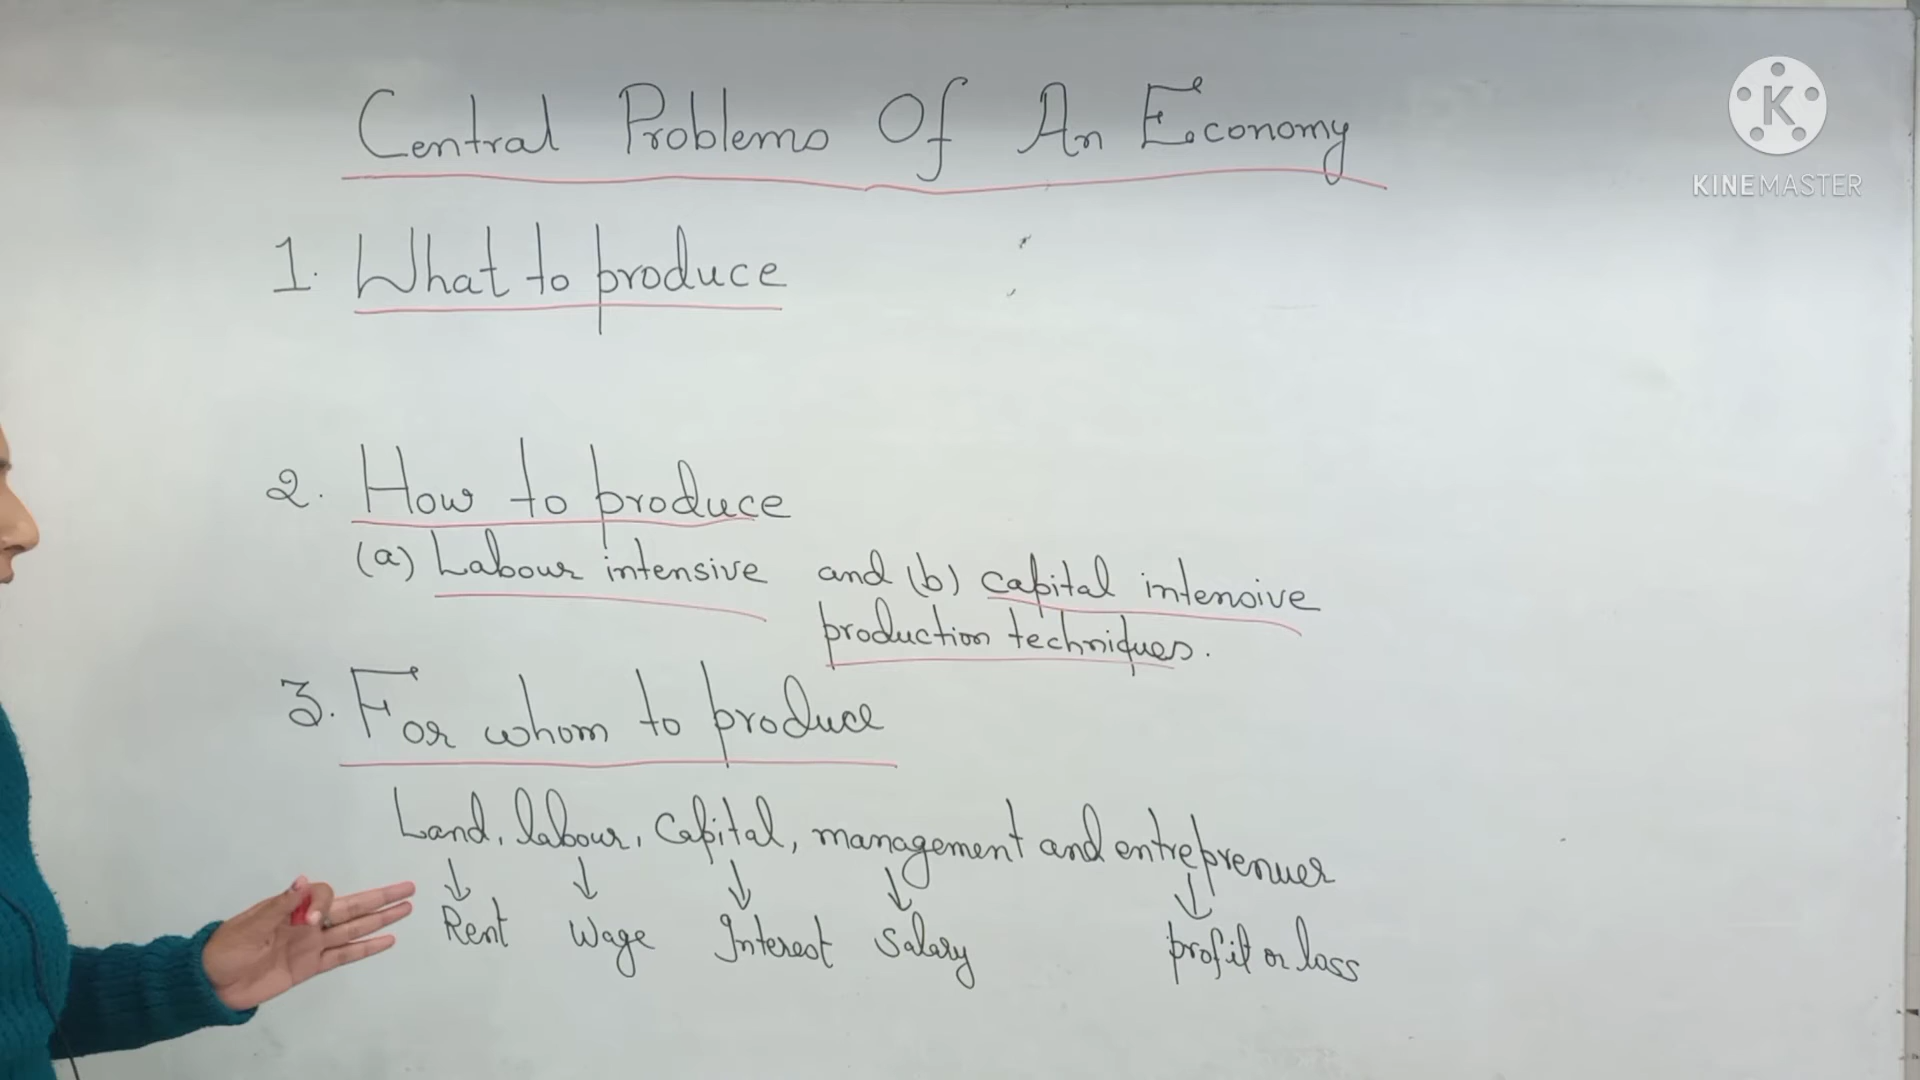 Central Problems Of An Economy
K
KINEMASTER
1. What to produce
2. How to produce
(a) Labour intensive and (b) capital intensive
production techniques.
3. For whom to produce
Land, labour, Capital, management and entreprenuer
↓ ↓ ↓ ↓ ↓
Rent Wage Interest Salary profit or loss